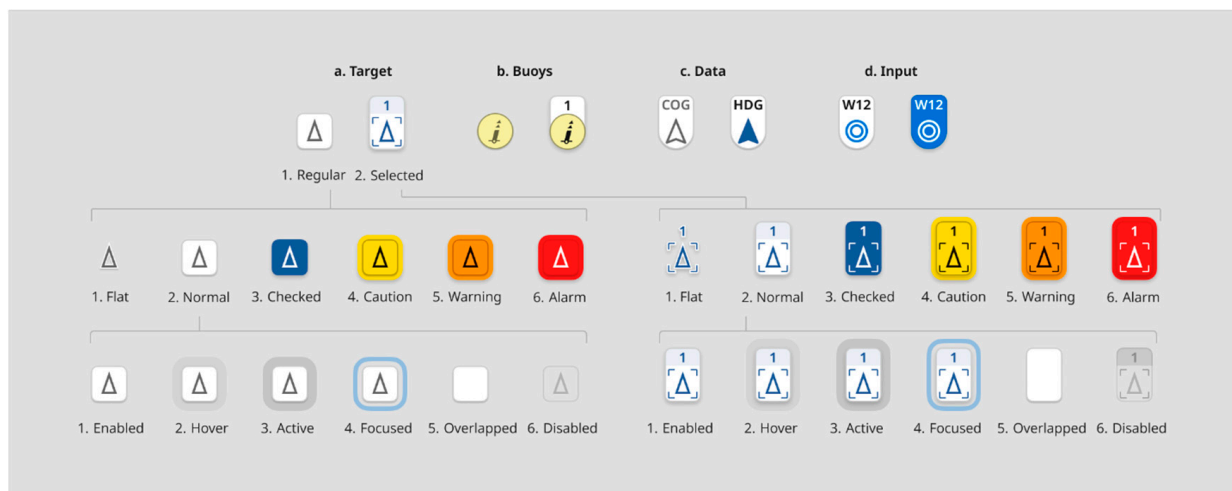 a. Target b. Buoys c. Data d. Input
1 1 COG HDG W12 W12
1. Regular 2. Selected
1 1 1 1 1 1
1. Flat 2. Normal 3. Checked 4. Caution 5. Warning 6. Alarm 1. Flat 2. Normal 3. Checked 4. Caution 5. Warning 6. Alarm
1 1 1 1 1
1. Enabled 2. Hover 3. Active 4. Focused 5. Overlapped 6. Disabled 1. Enabled 2. Hover 3. Active 4. Focused 5. Overlapped 6. Disabled